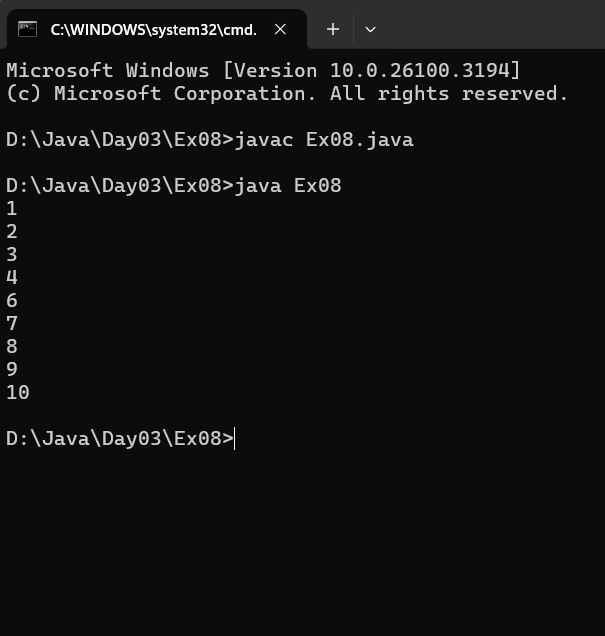 C:\WINDOWS\system32\cmd.
Microsoft Windows [Version 10.0.26100.3194]
(c) Microsoft Corporation. All rights reserved.
D:\Java\Day03\Ex08>javac Ex08.java
D:\Java\Day03\Ex08>java Ex08
1
2
3
4
6
7
8
9
10
D:\Java\Day03\Ex08>